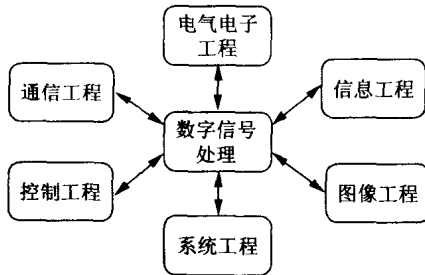 电气电子
工程
通信工程
信息工程
数字信号
处理
控制工程
图像工程
系统工程